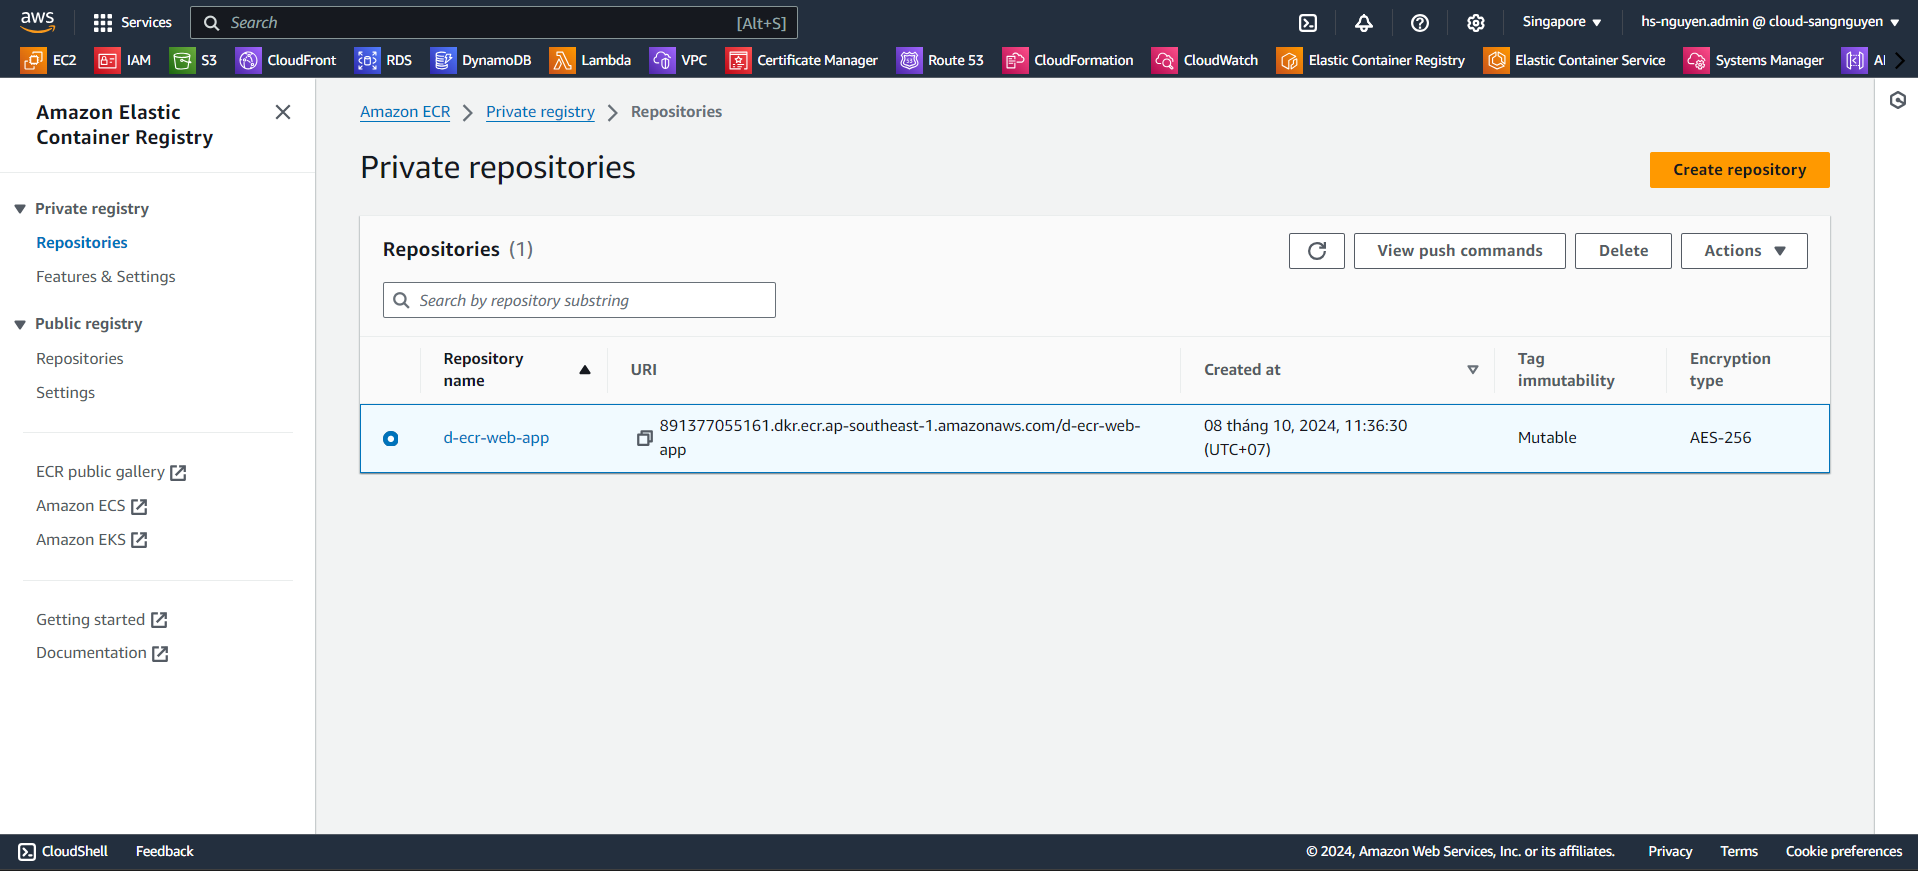 aws
Services
Search
[Alt+S]
Singapore
hs-nguyen.admin @ cloud-sangnguyen
EC2
IAM
S3
CloudFront
RDS
DynamoDB
Lambda
VPC
Certificate Manager
Route 53
CloudFormation
CloudWatch
Elastic Container Registry
Elastic Container Service
Systems Manager
Amazon Elastic
Container Registry
Private registry
Repositories
Features & Settings
Public registry
Repositories
Settings
ECR public gallery
Amazon ECS
Amazon EKS
Getting started
Documentation
Amazon ECR
Private registry
Repositories
Private repositories
Create repository
Repositories (1)
View push commands
Delete
Actions
Search by repository substring
Repository
name
URI
Created at
Tag
immutability
Encryption
type
d-ecr-web-app
891377055161.dkr.ecr.ap-southeast-1.amazonaws.com/d-ecr-web-
app
08 tháng 10, 2024, 11:36:30
(UTC+07)
Mutable
AES-256
CloudShell
Feedback
© 2024, Amazon Web Services, Inc. or its affiliates.
Privacy
Terms
Cookie preferences